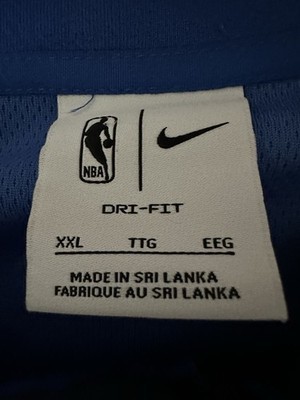 NBA
DRI-FIT
XXL TTG EEG
MADE IN SRI LANKA
FABRIQUE AU SRI LANKA